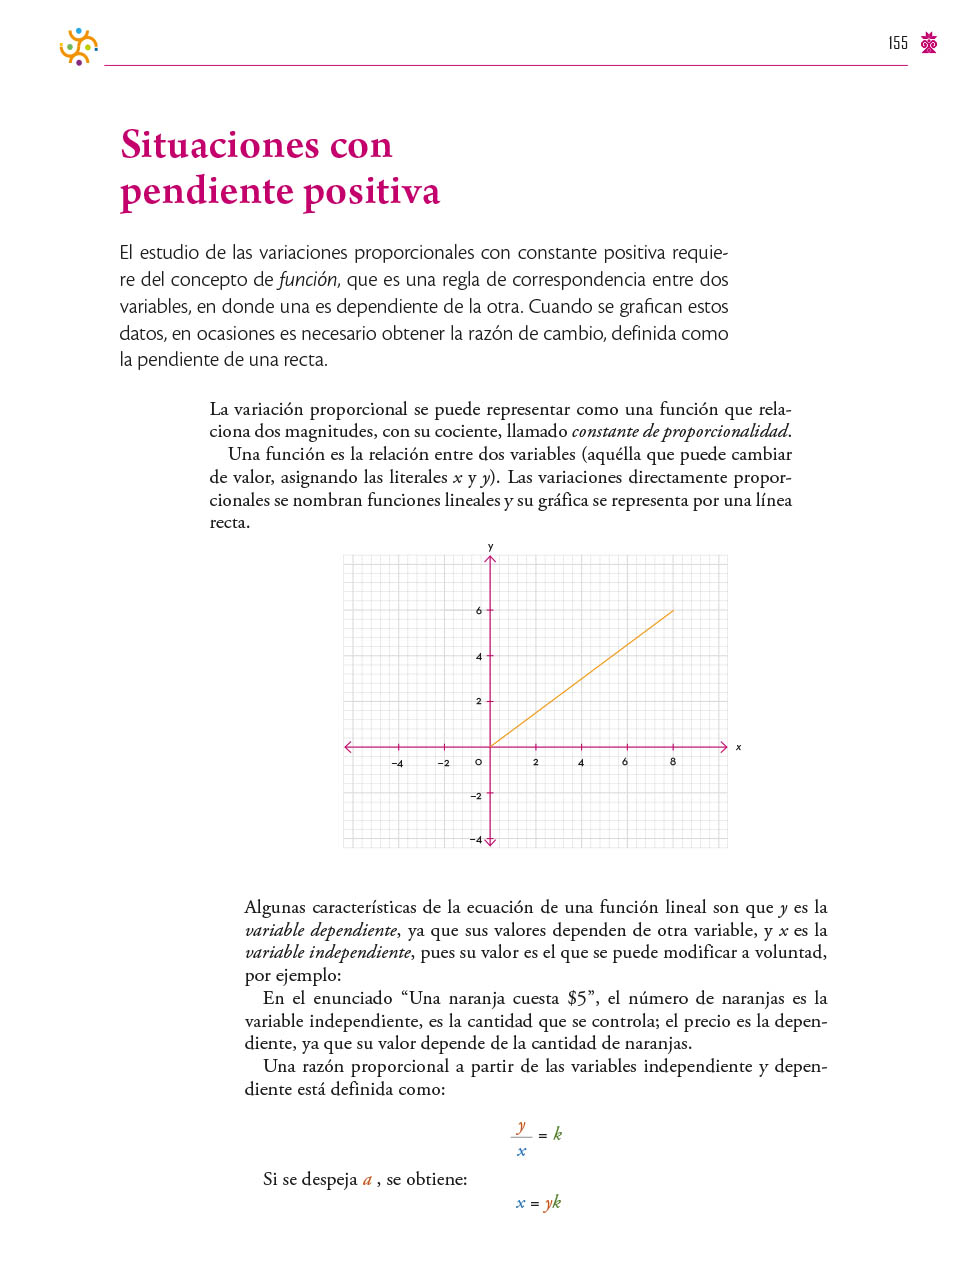 155
Situaciones con
pendiente positiva
El estudio de las variaciones proporcionales con constante positiva requie-
re del concepto de función, que es una regla de correspondencia entre dos
variables, en donde una es dependiente de la otra. Cuando se grafican estos
datos, en ocasiones es necesario obtener la razón de cambio, definida como
la pendiente de una recta.
La variación proporcional se puede representar como una función que rela-
ciona dos magnitudes, con su cociente, llamado constante de proporcionalidad.
Una función es la relación entre dos variables (aquélla que puede cambiar
de valor, asignando las literales x y y). Las variaciones directamente propor-
cionales se nombran funciones lineales y su gráfica se representa por una línea
recta.
y
6
4
2
x
−4 −2 0 2 4 6 8
−2
−4
Algunas características de la ecuación de una función lineal son que y es la
variable dependiente, ya que sus valores dependen de otra variable, y x es la
variable independiente, pues su valor es el que se puede modificar a voluntad,
por ejemplo:
En el enunciado “Una naranja cuesta $5”, el número de naranjas es la
variable independiente, es la cantidad que se controla; el precio es la depen-
diente, ya que su valor depende de la cantidad de naranjas.
Una razón proporcional a partir de las variables independiente y depen-
diente está definida como:
y
= k
x
Si se despeja a , se obtiene:
x = yk